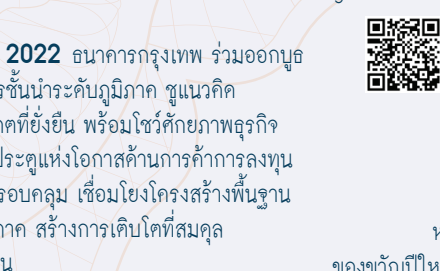 2022 ธนาคารกรุงเทพ ร่วมออกบูธ
ชั้นนำระดับภูมิภาค ชูแนวคิด
ที่ยั่งยืน พร้อมโชว์ศักยภาพธุรกิจ
ประตูแห่งโอกาสด้านการค้าการลงทุน
รอบคลุม เชื่อมโยงโครงสร้างพื้นฐาน
ภาค สร้างการเติบโตที่สมดุล
ของขวัญปีให